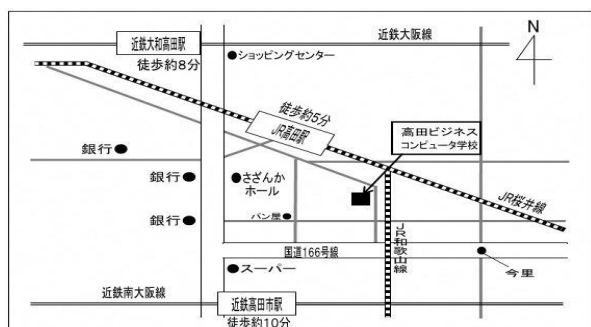 近鉄大和高田駅
徒歩約8分
近鉄大阪線
N
ショッピングセンター
徒歩約5分
JR高田駅
高田ビジネス
コンピュータ学校
銀行
銀行
さざんか
ホール
銀行
パン屋
JR桜井線
JR和歌山線
国道166号線
今里
スーパー
近鉄南大阪線
近鉄高田市駅
徒歩約10分